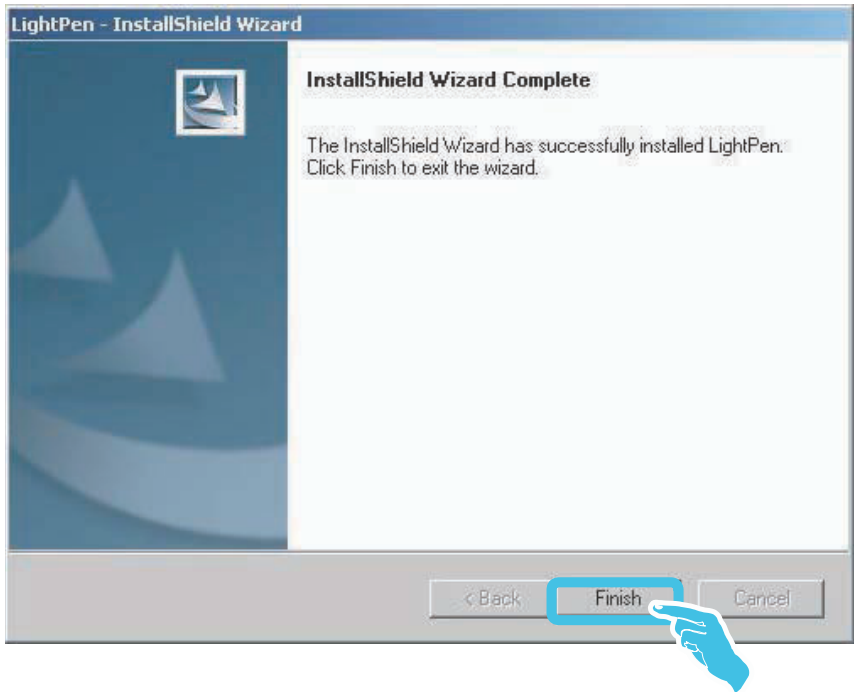 LightPen - InstallShield Wizard
InstallShield Wizard Complete
The InstallShield Wizard has successfully installed LightPen.
Click Finish to exit the wizard.
< Back
Finish
Cancel